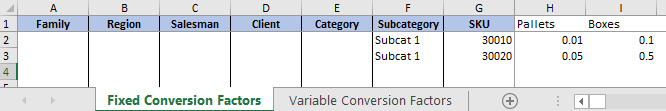 A B C D E F G H I
1 Family Region Salesman Client Category Subcategory SKU Pallets Boxes
2 Subcat 1 30010 0.01 0.1
3 Subcat 1 30020 0.05 0.5
4
Fixed Conversion Factors Variable Conversion Factors